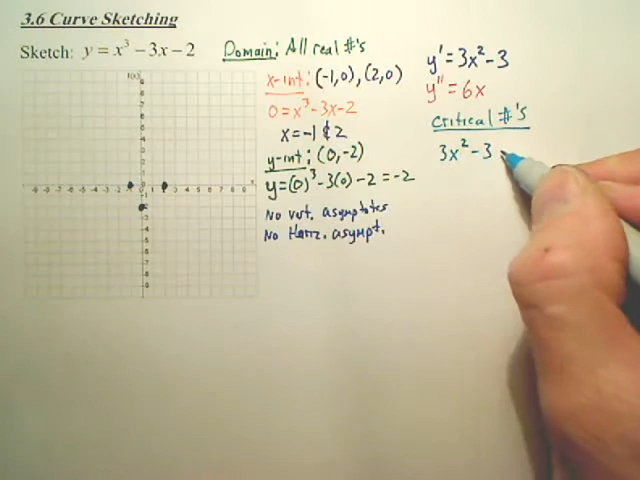 3.6 Curve Sketching
Sketch: y = x³ − 3x − 2
Domain: All real #'s
x-int: (-1,0), (2,0)
0 = x³ - 3x - 2
x = -1 & 2
y-int: (0, -2)
y = (0)³ - 3(0) - 2 = -2
No vert. asymptotes
No Horiz. asympt.
y' = 3x² - 3
y'' = 6x
Critical #'s
3x² - 3